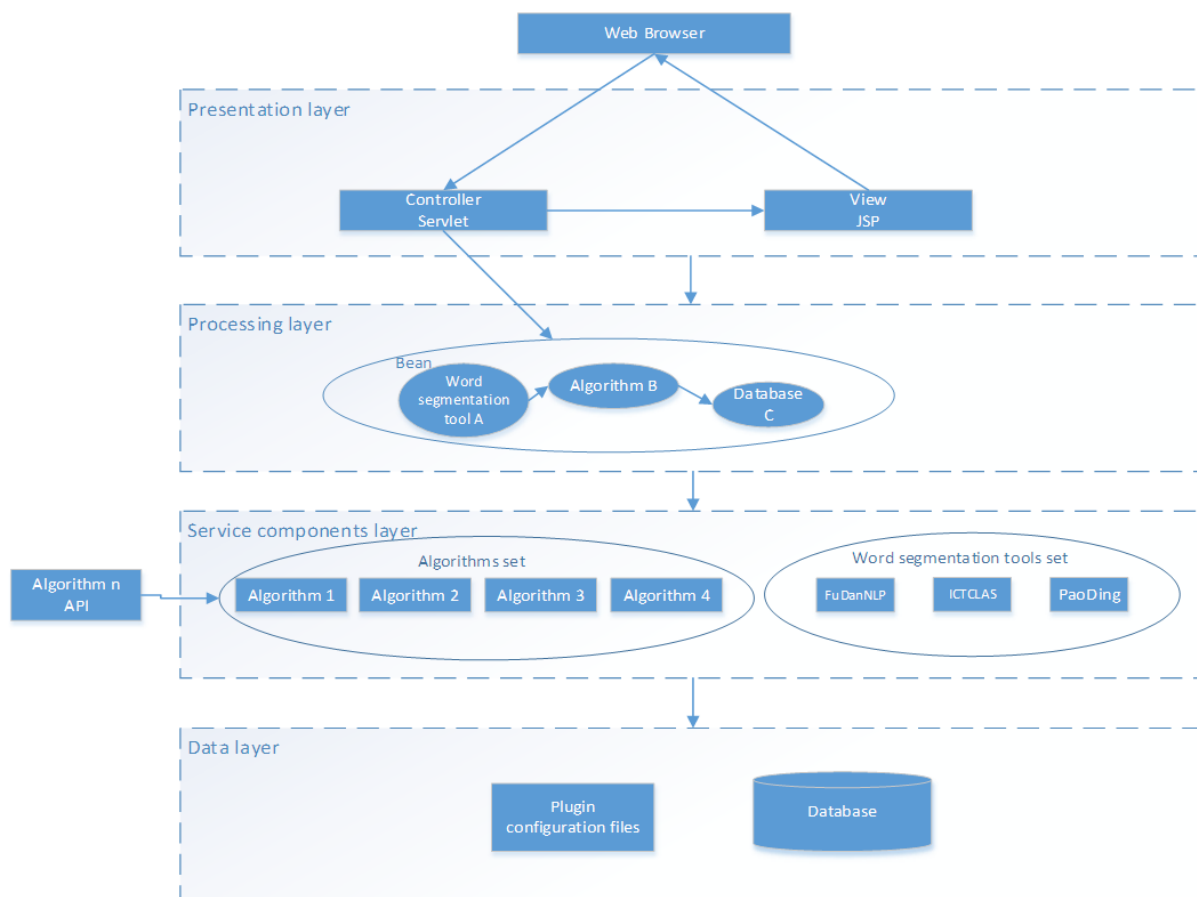 Web Browser
Presentation layer
Controller
Servlet
View
JSP
Processing layer
Bean
Word
segmentation
tool A
Algorithm B
Database
C
Service components layer
Algorithms set
Word segmentation tools set
Algorithm n
API
Algorithm 1
Algorithm 2
Algorithm 3
Algorithm 4
FuDanNLP
ICTCLAS
PaoDing
Data layer
Plugin
configuration files
Database